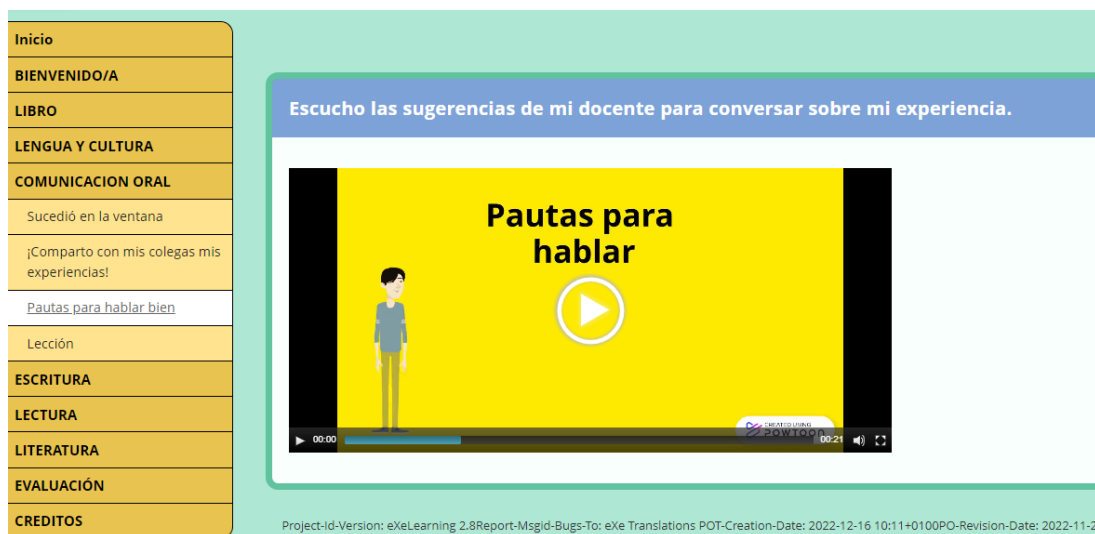 Inicio
BIENVENIDO/A
LIBRO
LENGUA Y CULTURA
COMUNICACION ORAL
Sucedió en la ventana
¡Comparto con mis colegas mis
experiencias!
Pautas para hablar bien
Lección
ESCRITURA
LECTURA
LITERATURA
EVALUACIÓN
CREDITOS
Escucho las sugerencias de mi docente para conversar sobre mi experiencia.
Pautas para
hablar
CREATED USING
POWTOON
00:00
00:21
Project-Id-Version: eXeLearning 2.8Report-Msgid-Bugs-To: eXe Translations POT-Creation-Date: 2022-12-16 10:11+0100PO-Revision-Date: 2022-11-2